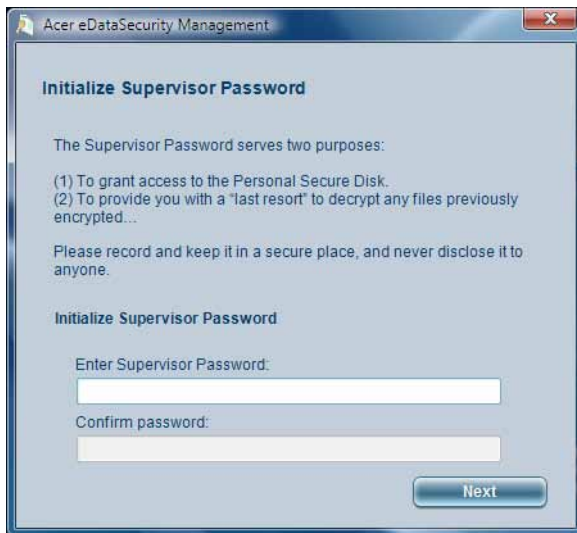 Acer eDataSecurity Management
Initialize Supervisor Password
The Supervisor Password serves two purposes:
(1) To grant access to the Personal Secure Disk.
(2) To provide you with a "last resort" to decrypt any files previously
encrypted...
Please record and keep it in a secure place, and never disclose it to
anyone.
Initialize Supervisor Password
Enter Supervisor Password:
Confirm password:
Next